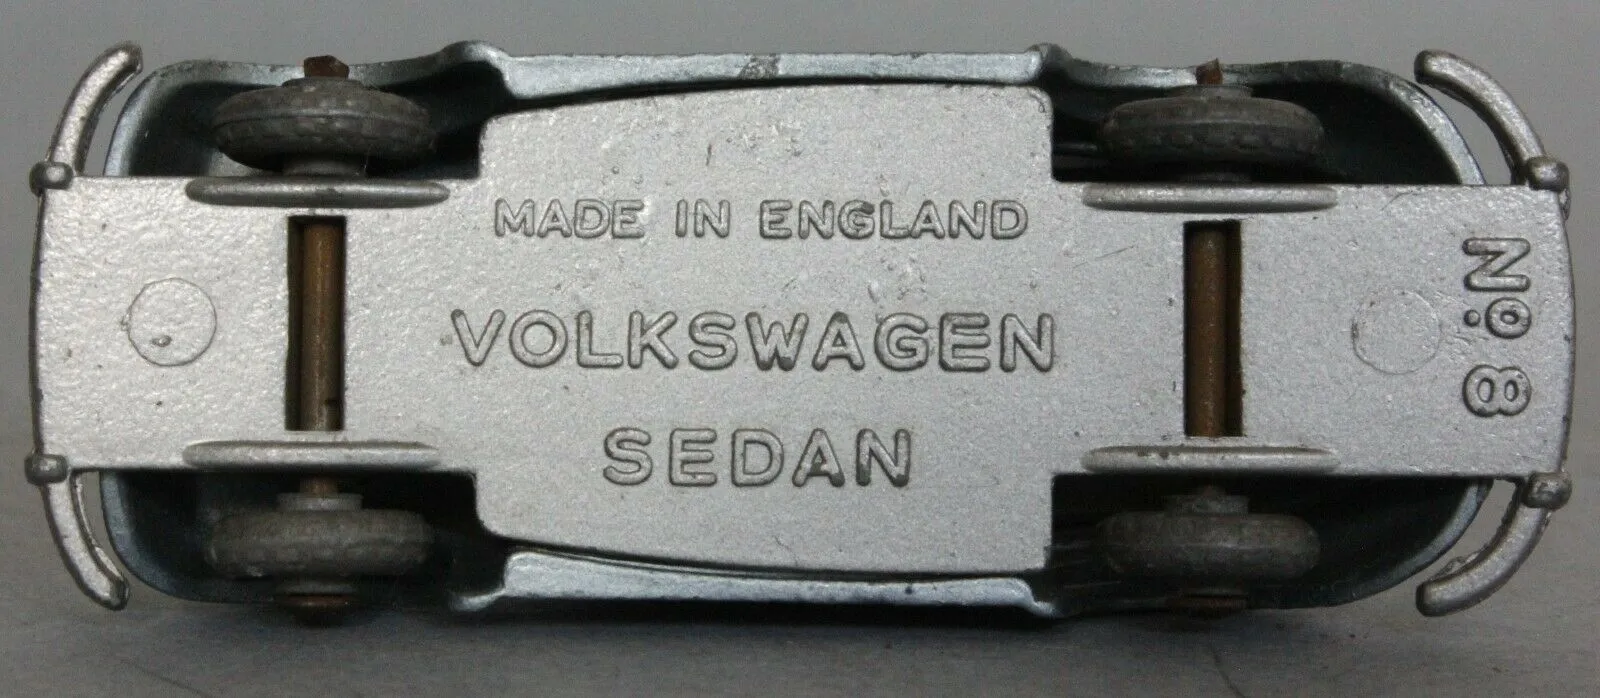 MADE IN ENGLAND
VOLKSWAGEN
SEDAN
No 8